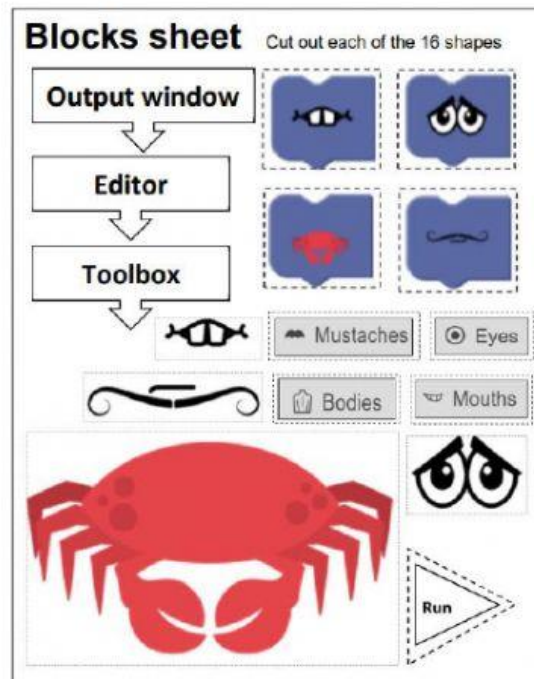 Blocks sheet
Cut out each of the 16 shapes
Output window
Editor
Toolbox
Mustaches
Eyes
Bodies
Mouths
Run